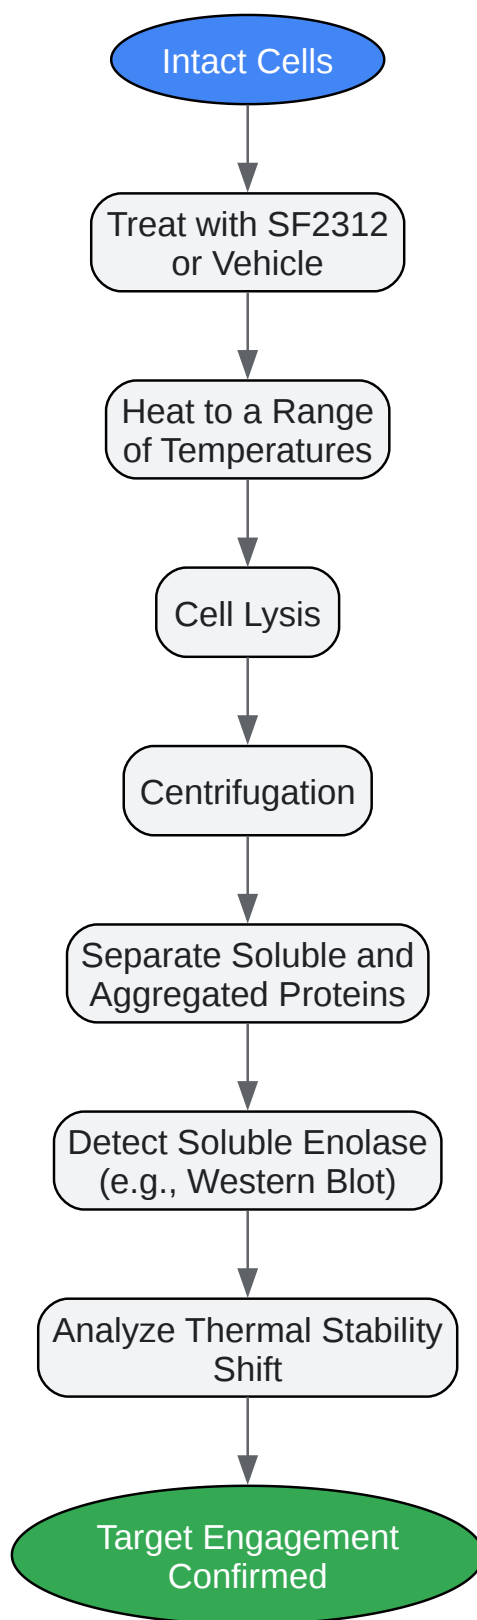 Intact Cells
Treat with SF2312
or Vehicle
Heat to a Range
of Temperatures
Cell Lysis
Centrifugation
Separate Soluble and
Aggregated Proteins
Detect Soluble Enolase
(e.g., Western Blot)
Analyze Thermal Stability
Shift
Target Engagement
Confirmed